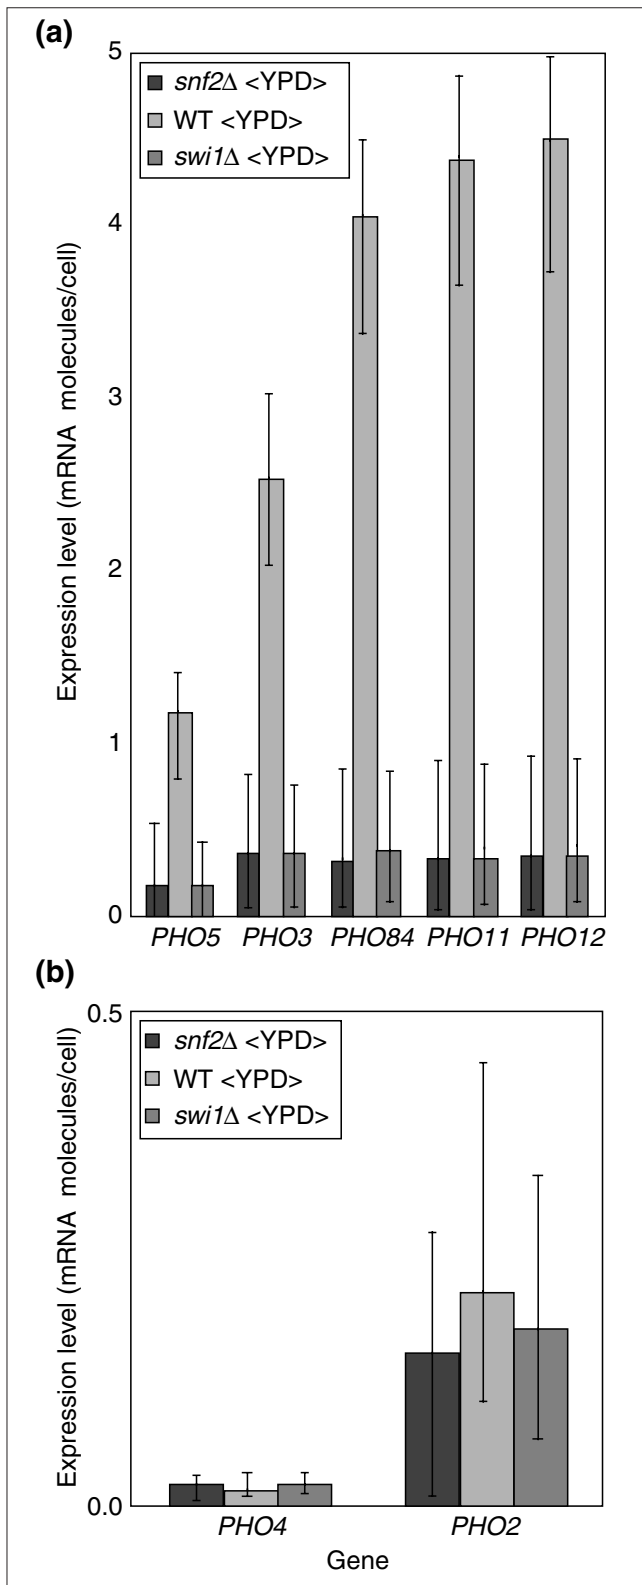 (a)
5
snf2Δ <YPD>
WT <YPD>
swi1Δ <YPD>
4
3
2
1
0
Expression level (mRNA molecules/cell)
PHO5 PHO3 PHO84 PHO11 PHO12
(b)
0.5
snf2Δ <YPD>
WT <YPD>
swi1Δ <YPD>
Expression level (mRNA molecules/cell)
0.0
PHO4 PHO2
Gene